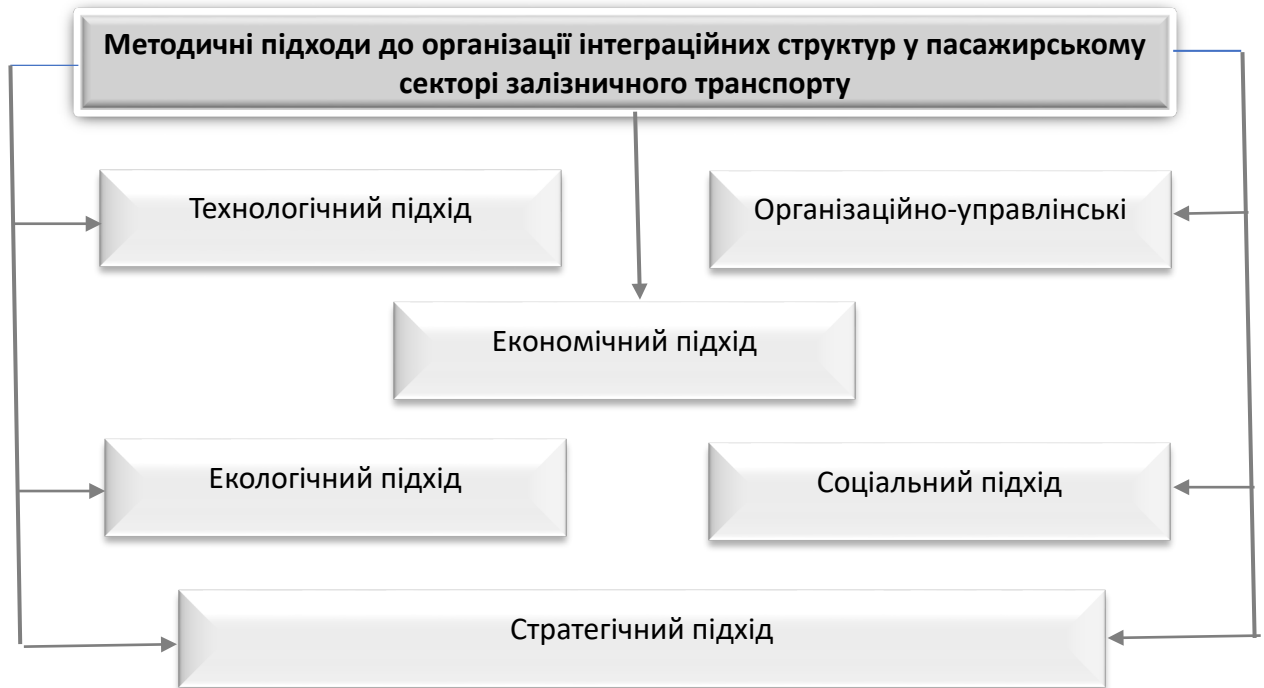 Методичні підходи до організації інтеграційних структур у пасажирському
секторі залізничного транспорту
Технологічний підхід
Організаційно-управлінські
Економічний підхід
Екологічний підхід
Соціальний підхід
Стратегічний підхід